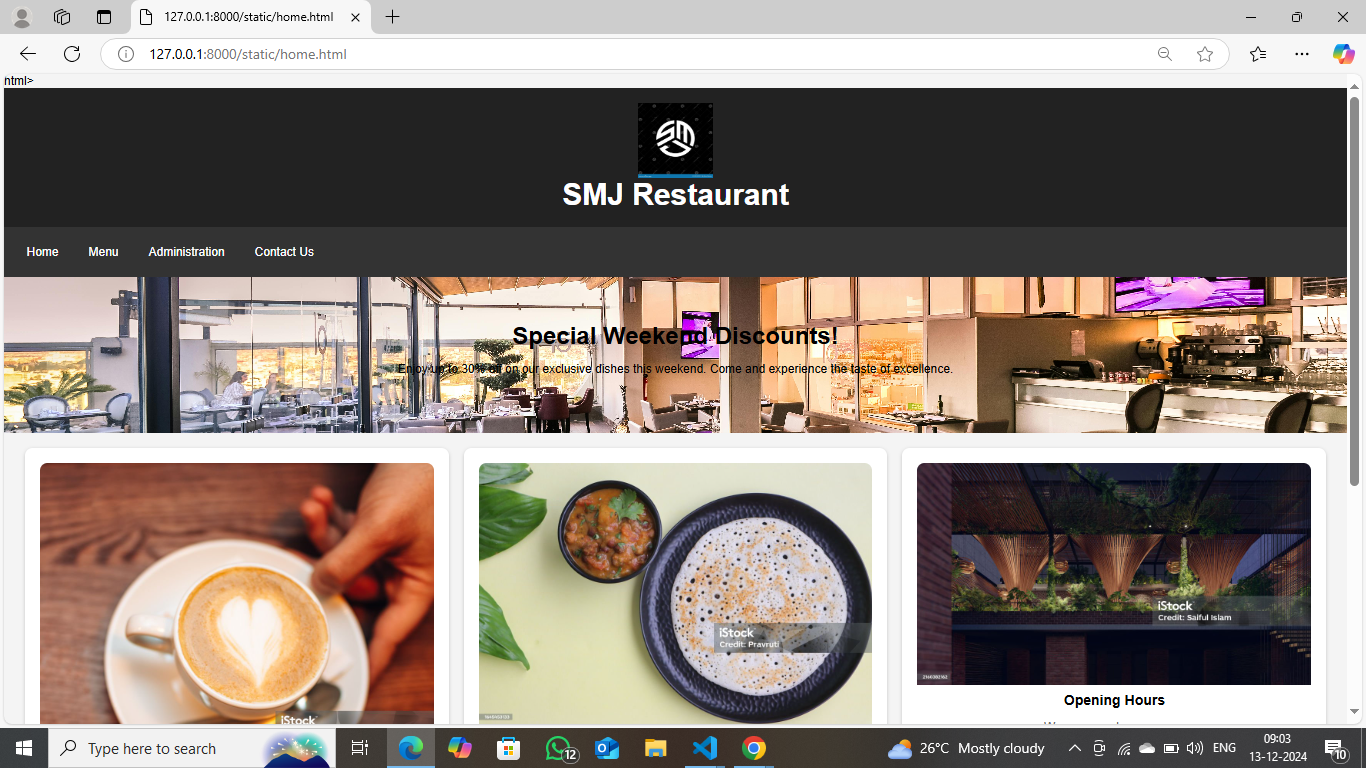 127.0.0.1:8000/static/home.html
127.0.0.1:8000/static/home.html
ntml>
SMJ
SMJ Restaurant
Home Menu Administration Contact Us
Special Weekend Discounts!
Enjoy up to 30% off on our exclusive dishes this weekend. Come and experience the taste of excellence.
iStock
iStock
Credit: Pravruti
iStock
Credit: Saiful Islam
Opening Hours
Type here to search
12
26°C Mostly cloudy
ENG
09:03
13-12-2024
10